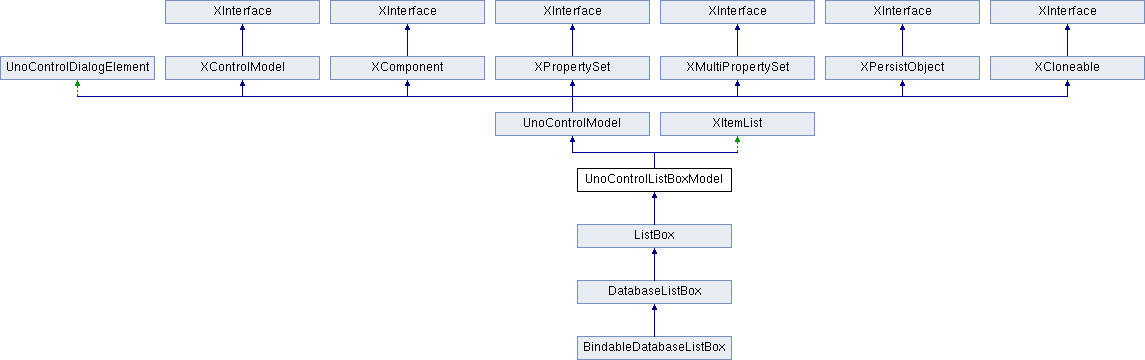 XInterface XInterface XInterface XInterface XInterface XInterface
UnoControlDialogElement XControlModel XComponent XPropertySet XMultiPropertySet XPersistObject XCloneable
UnoControlModel XItemList
UnoControlListBoxModel
ListBox
DatabaseListBox
BindableDatabaseListBox